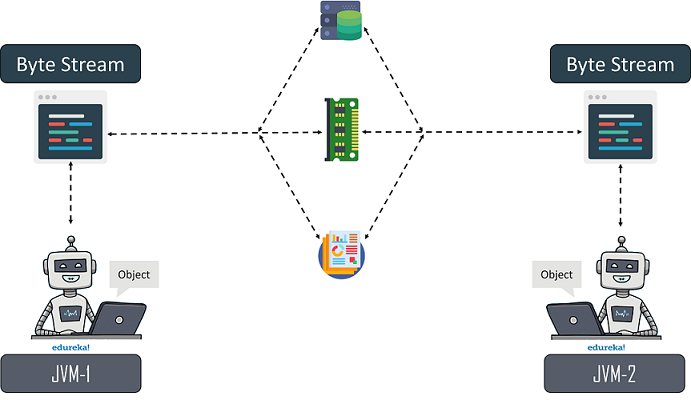 Byte Stream
Byte Stream
Object
Object
edureka!
edureka!
JVM-1
JVM-2